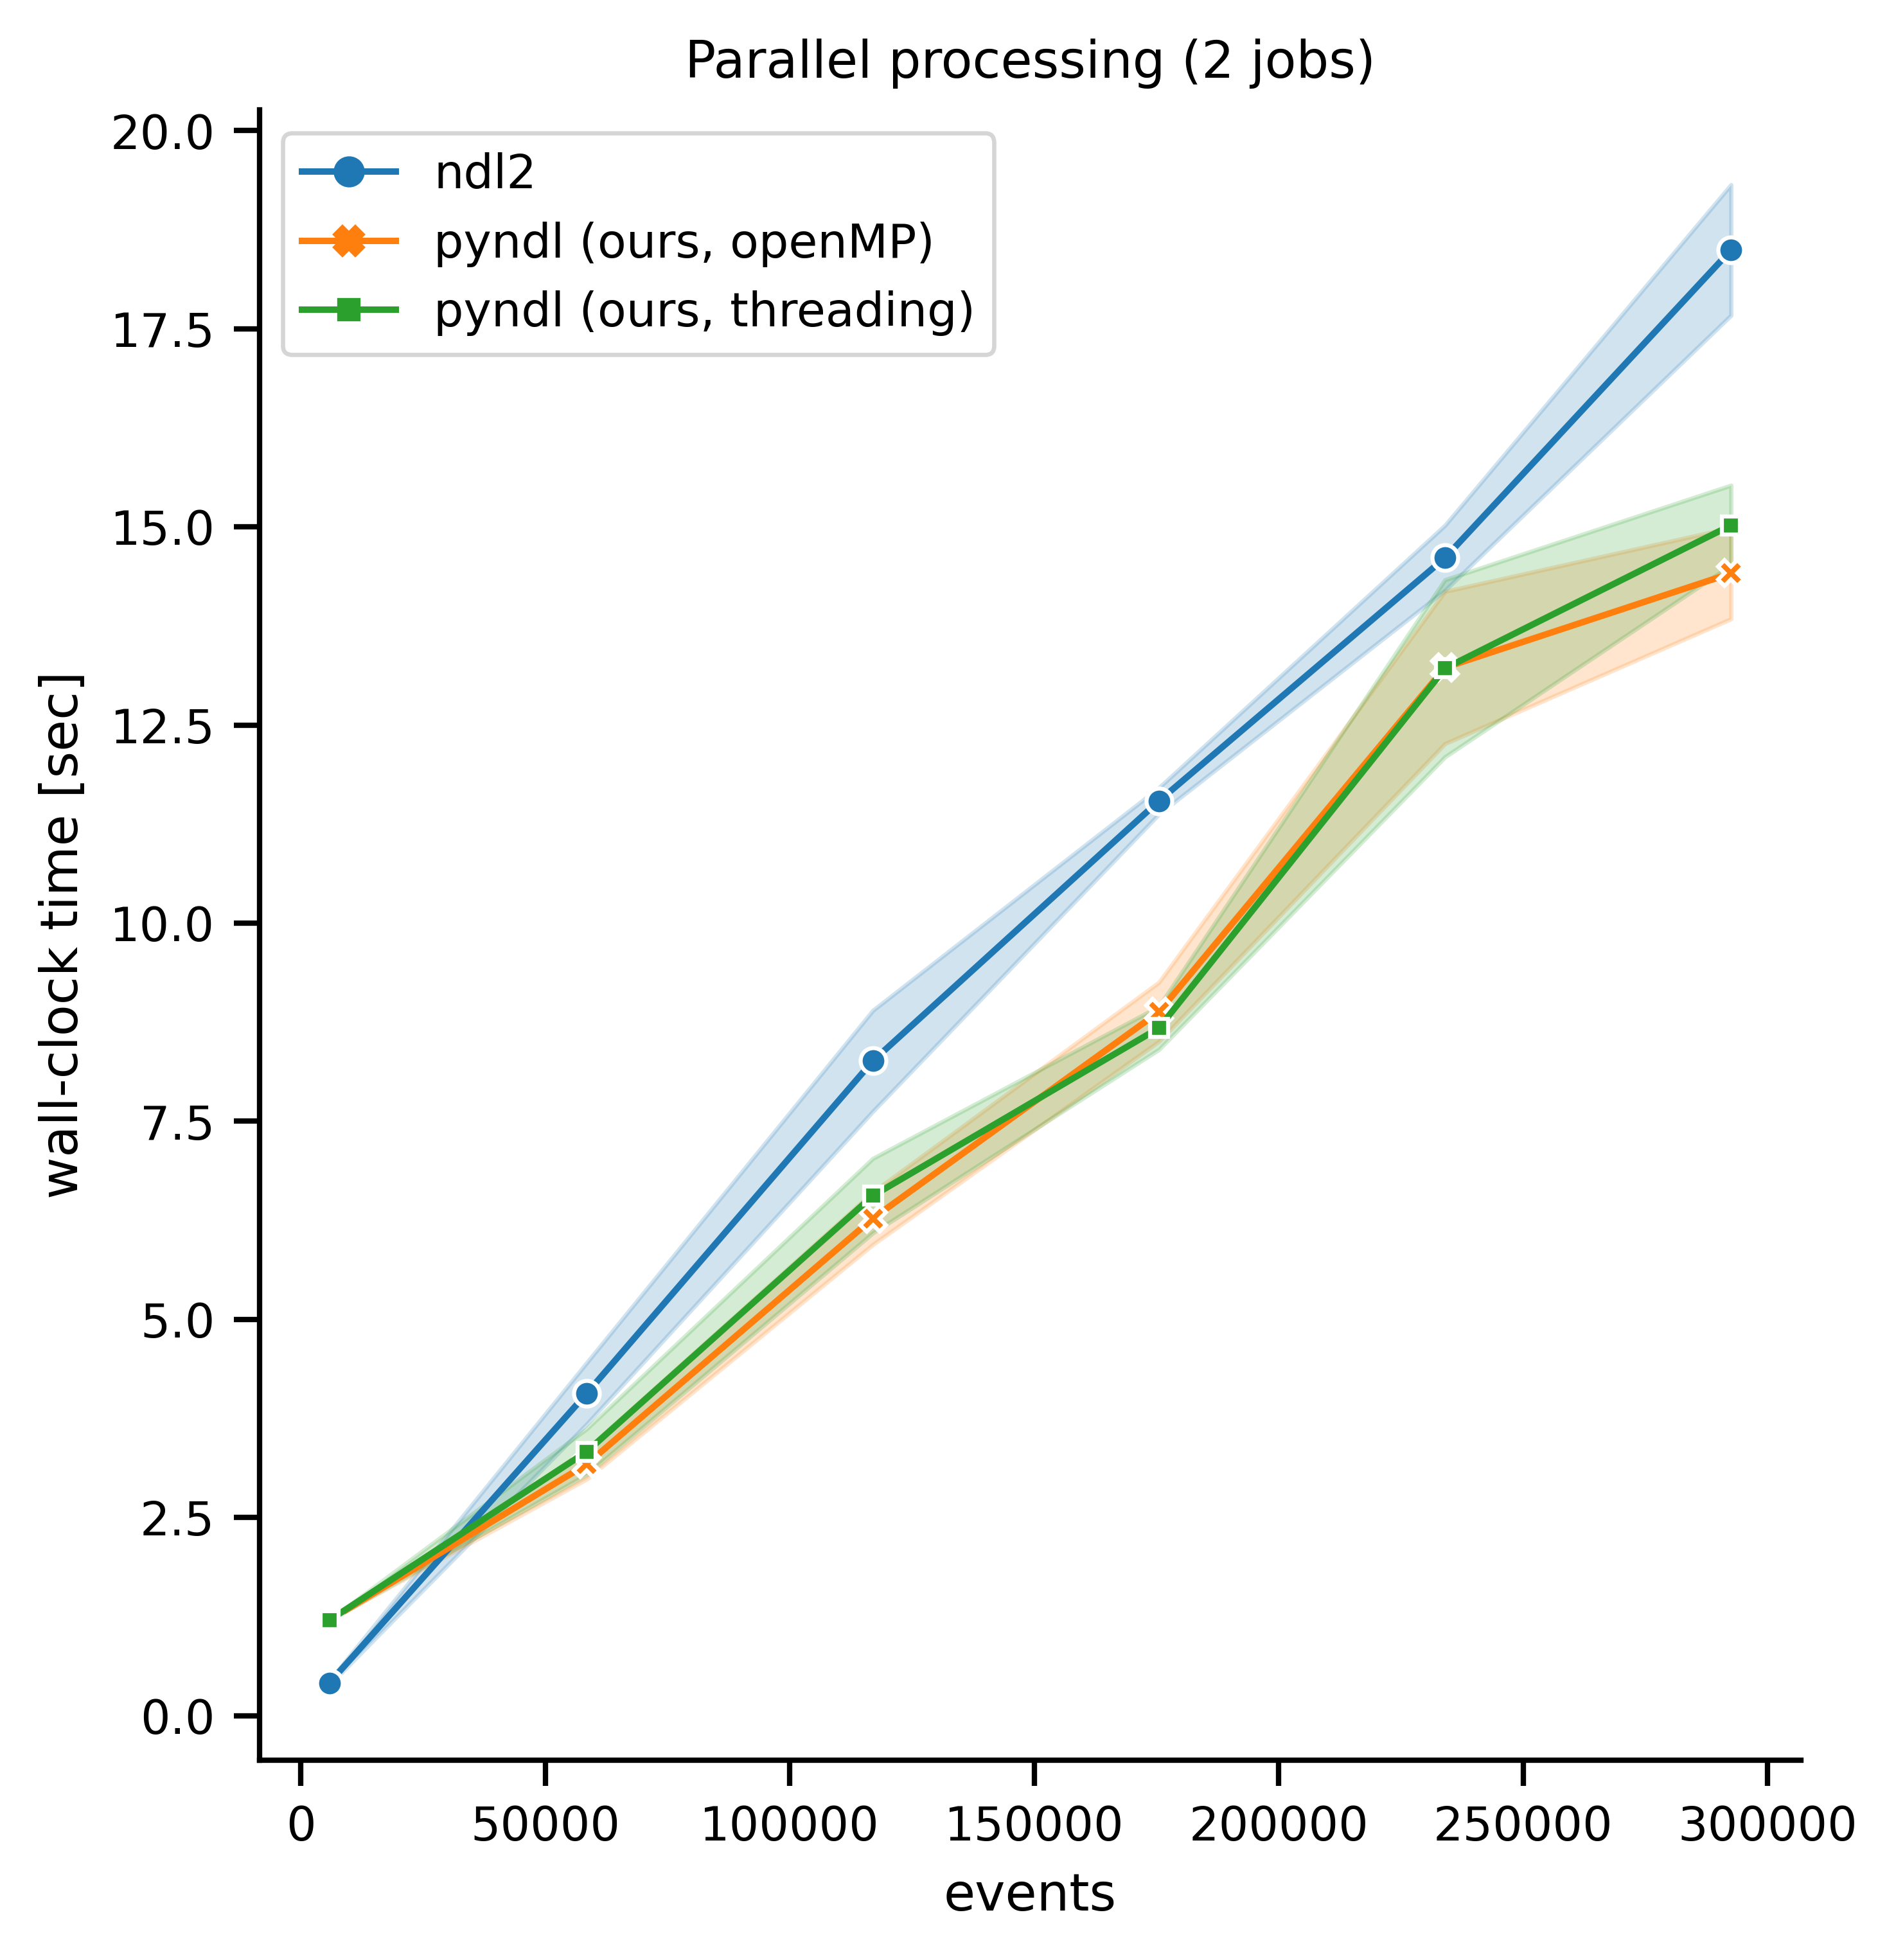 Parallel processing (2 jobs)
ndl2
pyndl (ours, openMP)
pyndl (ours, threading)
wall-clock time [sec]
20.0
17.5
15.0
12.5
10.0
7.5
5.0
2.5
0.0
0 50000 100000 150000 200000 250000 300000
events